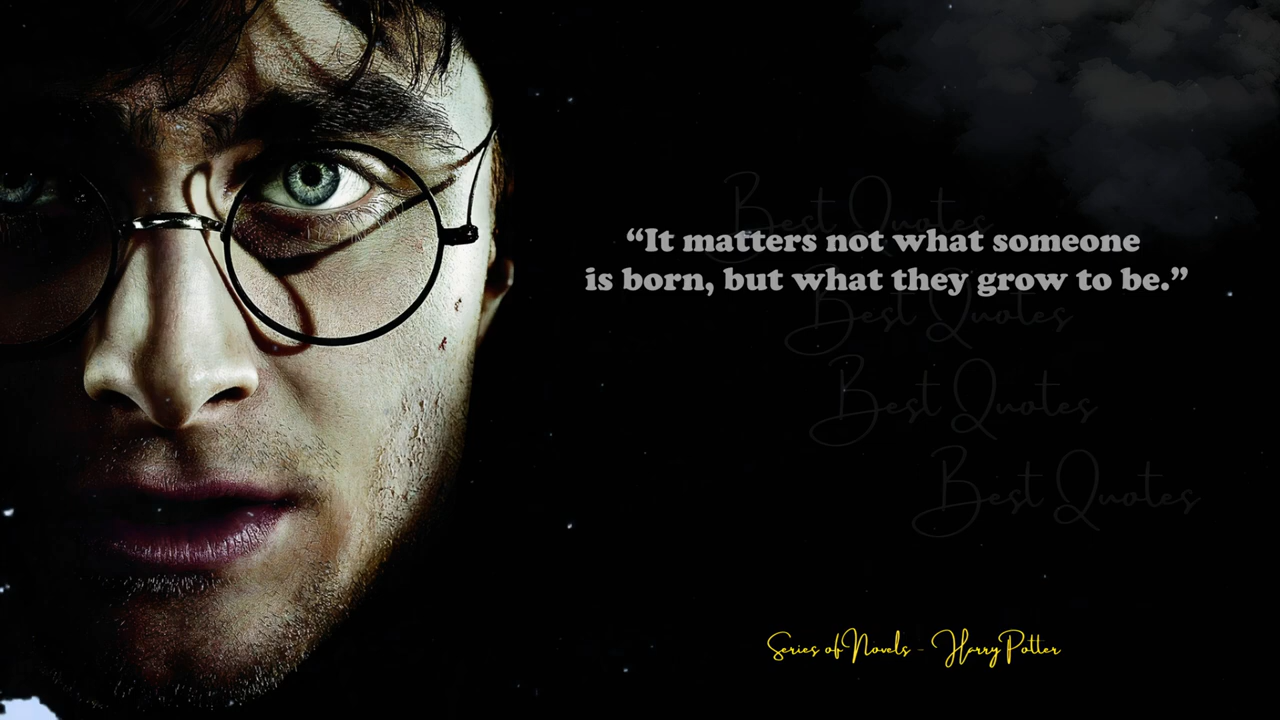 Best Quotes
“It matters not what someone
is born, but what they grow to be.”
Best Quotes
Best Quotes
Best Quotes
Series of Novels - Harry Potter